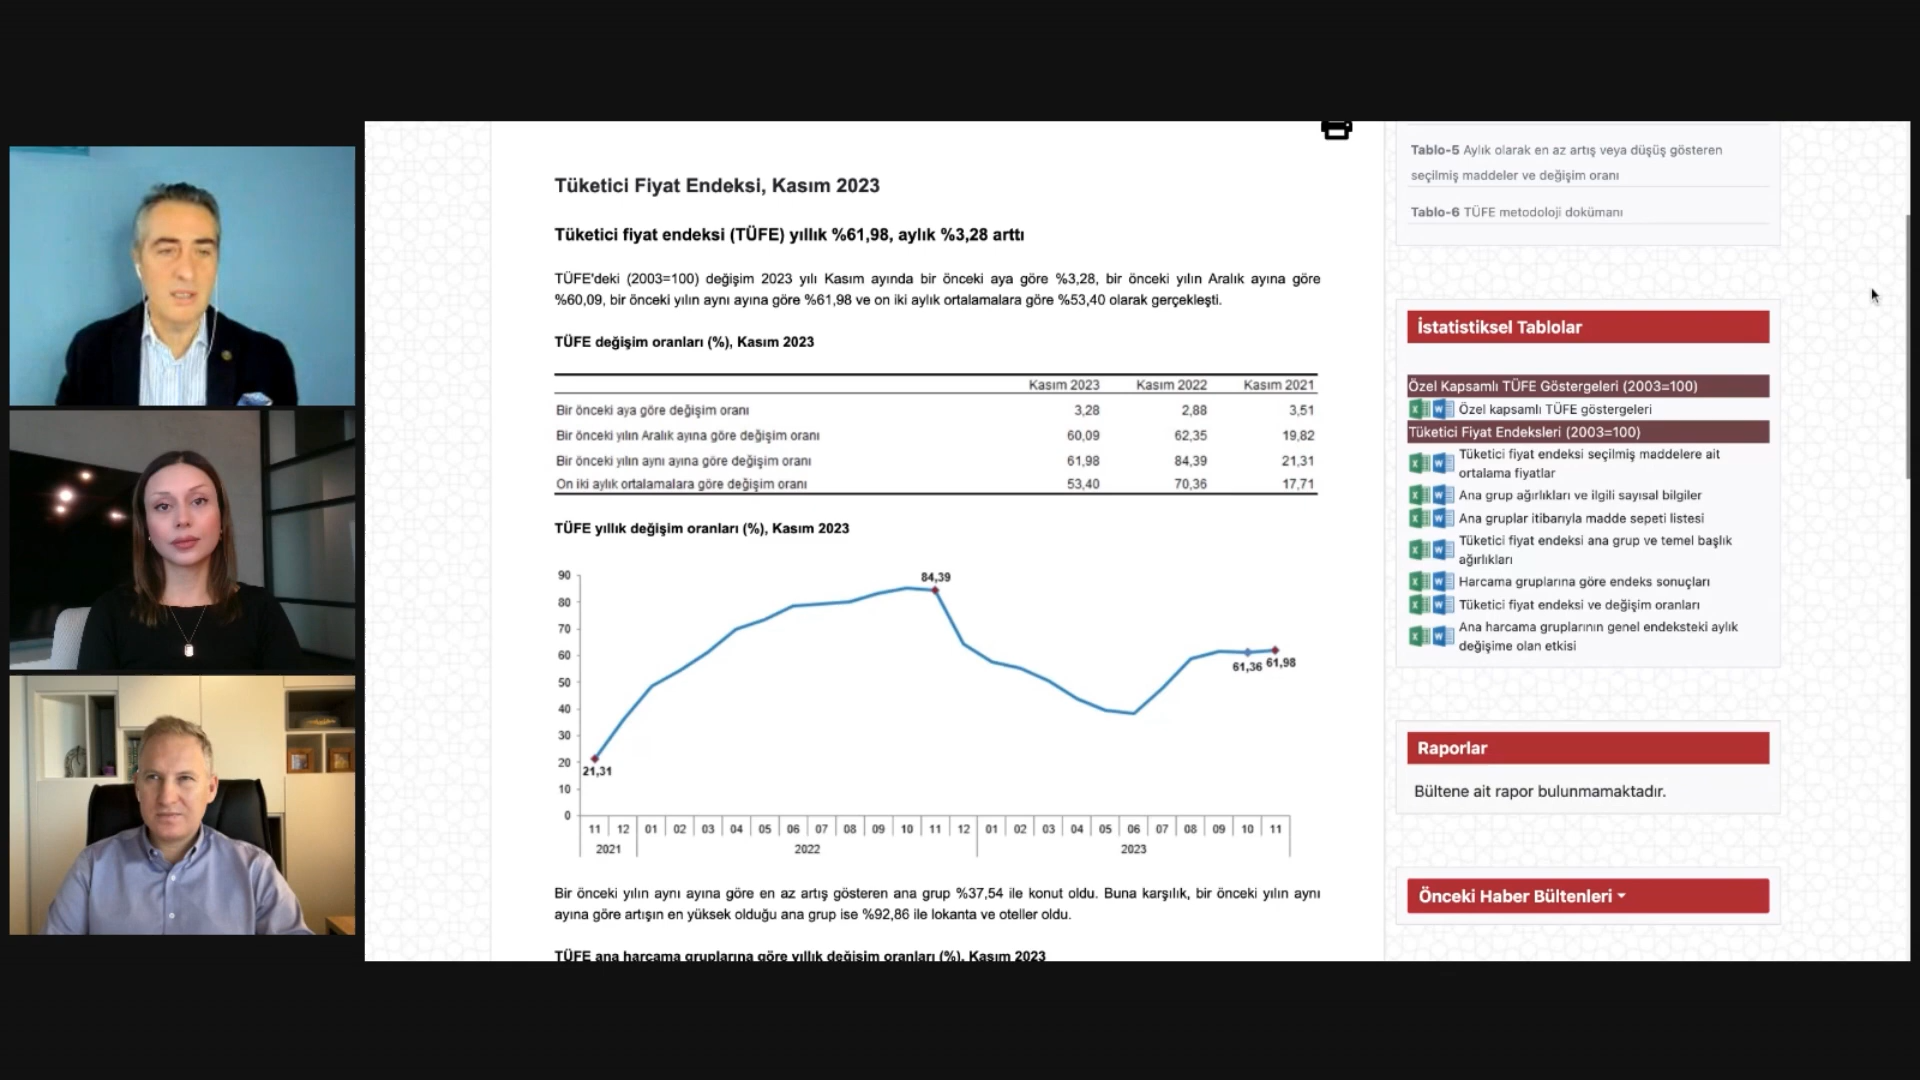 Tüketici Fiyat Endeksi, Kasım 2023
Tüketici fiyat endeksi (TÜFE) yıllık %61,98, aylık %3,28 arttı
TÜFE'deki (2003=100) değişim 2023 yılı Kasım ayında bir önceki aya göre %3,28, bir önceki yılın Aralık ayına göre
%60,09, bir önceki yılın aynı ayına göre %61,98 ve on iki aylık ortalamalara göre %53,40 olarak gerçekleşti.
TÜFE değişim oranları (%), Kasım 2023
Kasım 2023 Kasım 2022 Kasım 2021
Bir önceki aya göre değişim oranı 3,28 2,88 3,51
Bir önceki yılın Aralık ayına göre değişim oranı 60,09 62,35 19,82
Bir önceki yılın aynı ayına göre değişim oranı 61,98 84,39 21,31
On iki aylık ortalamalara göre değişim oranı 53,40 70,36 17,71
TÜFE yıllık değişim oranları (%), Kasım 2023
90
80
70
60
50
40
30
20
10
0
84,39
61,36 61,98
21,31
11 12 01 02 03 04 05 06 07 08 09 10 11 12 01 02 03 04 05 06 07 08 09 10 11
2021 2022 2023
Bir önceki yılın aynı ayına göre en az artış gösteren ana grup %37,54 ile konut oldu. Buna karşılık, bir önceki yılın aynı
ayına göre artışın en yüksek olduğu ana grup ise %92,86 ile lokanta ve oteller oldu.
TÜFE ana harcama gruplarına göre yıllık değişim oranları (%), Kasım 2023
Tablo-5 Aylık olarak en az artış veya düşüş gösteren
seçilmiş maddeler ve değişim oranı
Tablo-6 TÜFE metodoloji dokümanı
İstatistiksel Tablolar
Özel Kapsamlı TÜFE Göstergeleri (2003=100)
Özel kapsamlı TÜFE göstergeleri
Tüketici Fiyat Endeksleri (2003=100)
Tüketici fiyat endeksi seçilmiş maddelere ait
ortalama fiyatlar
Ana grup ağırlıkları ve ilgili sayısal bilgiler
Ana gruplar itibarıyla madde sepeti listesi
Tüketici fiyat endeksi ana grup ve temel başlık
ağırlıkları
Harcama gruplarına göre endeks sonuçları
Tüketici fiyat endeksi ve değişim oranları
Ana harcama gruplarının genel endeksteki aylık
değişime olan etkisi
Raporlar
Bültene ait rapor bulunmamaktadır.
Önceki Haber Bültenleri